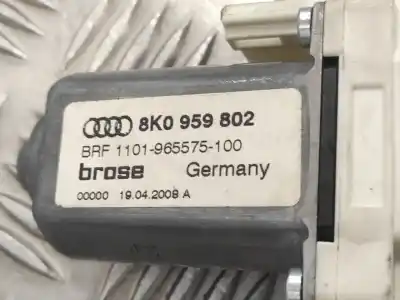 8K0 959 802
BRF 1101-965575-100
brose Germany
00000 19.04.2008 A